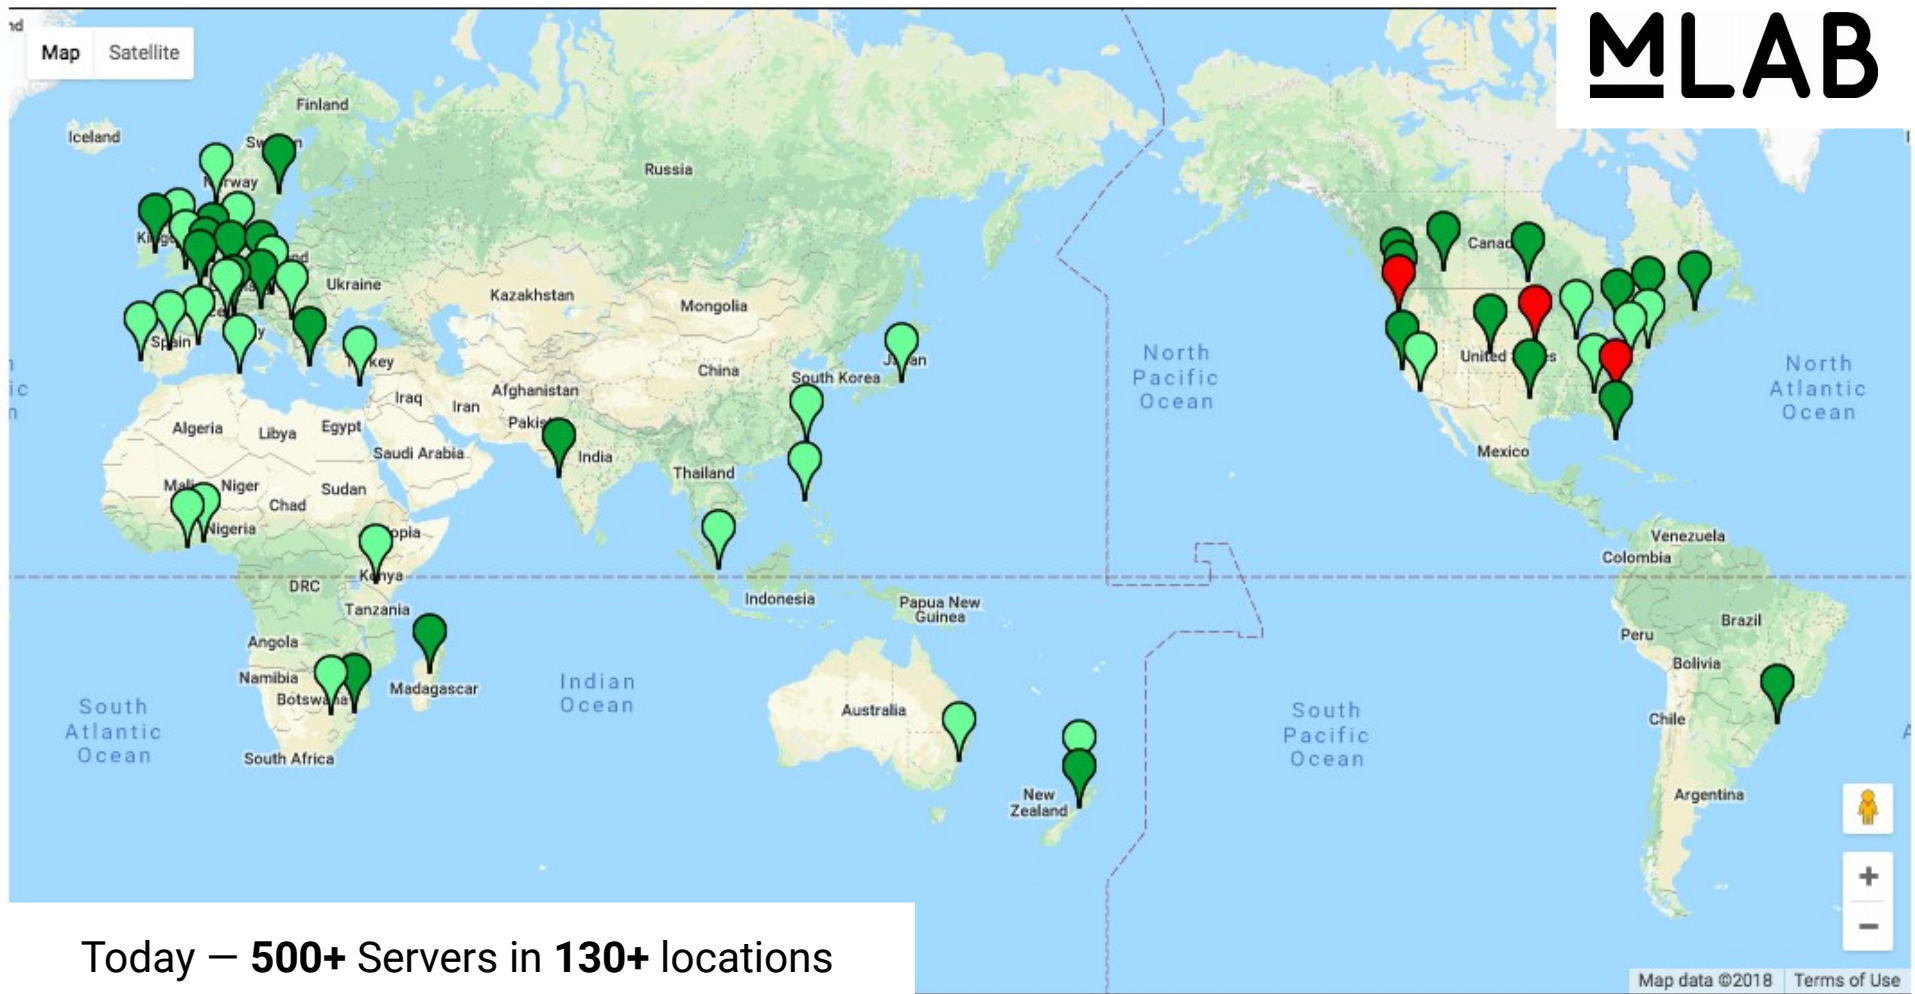 MLAB
Map Satellite
Finland
Iceland
Russia
Ukraine
Kazakhstan
Mongolia
Canad
Spain
United
China
South Korea
Afghanistan
Iraq
Iran
North
Pacific
Ocean
North
Atlantic
Ocean
Algeria
Libya
Egypt
Saudi Arabia
India
Mexico
Thailand
Mali
Niger
Sudan
Chad
Nigeria
Venezuela
Colombia
DRC
Kenya
Tanzania
Indonesia
Papua New
Guinea
Brazil
Peru
Angola
Bolivia
Namibia
Madagascar
Botswana
Indian
Ocean
Australia
South
Atlantic
Ocean
South
Pacific
Ocean
Chile
South Africa
New
Zealand
Argentina
+
−
Today — 500+ Servers in 130+ locations
Map data ©2018 Terms of Use